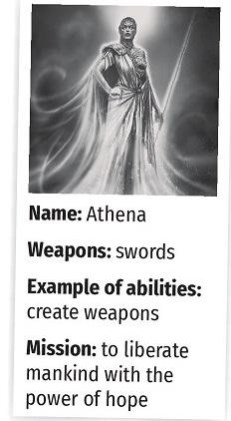 Name: Athena
Weapons: swords
Example of abilities:
create weapons
Mission: to liberate
mankind with the
power of hope